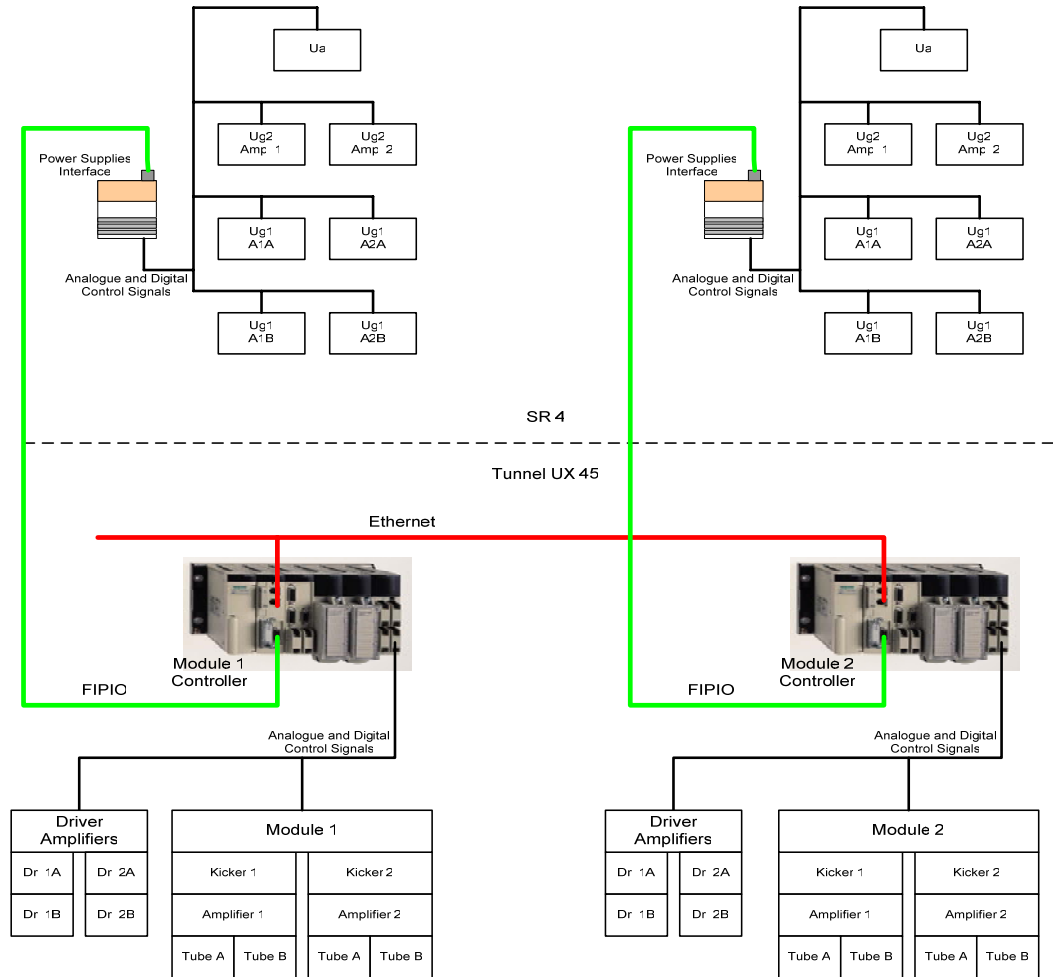 Ua
Ua
Ug2
Amp 1
Ug2
Amp 2
Ug2
Amp 1
Ug2
Amp 2
Power Supplies
Interface
Power Supplies
Interface
Ug1
A1A
Ug1
A2A
Ug1
A1A
Ug1
A2A
Analogue and Digital
Control Signals
Analogue and Digital
Control Signals
Ug1
A1B
Ug1
A2B
Ug1
A1B
Ug1
A2B
SR 4
Tunnel UX 45
Ethernet
Module 1
Controller
Module 2
Controller
FIPIO
FIPIO
Analogue and Digital
Control Signals
Analogue and Digital
Control Signals
Driver
Amplifiers
Module 1
Driver
Amplifiers
Module 2
Dr 1A
Dr 2A
Kicker 1
Kicker 2
Dr 1A
Dr 2A
Kicker 1
Kicker 2
Dr 1B
Dr 2B
Amplifier 1
Amplifier 2
Dr 1B
Dr 2B
Amplifier 1
Amplifier 2
Tube A
Tube B
Tube A
Tube B
Tube A
Tube B
Tube A
Tube B